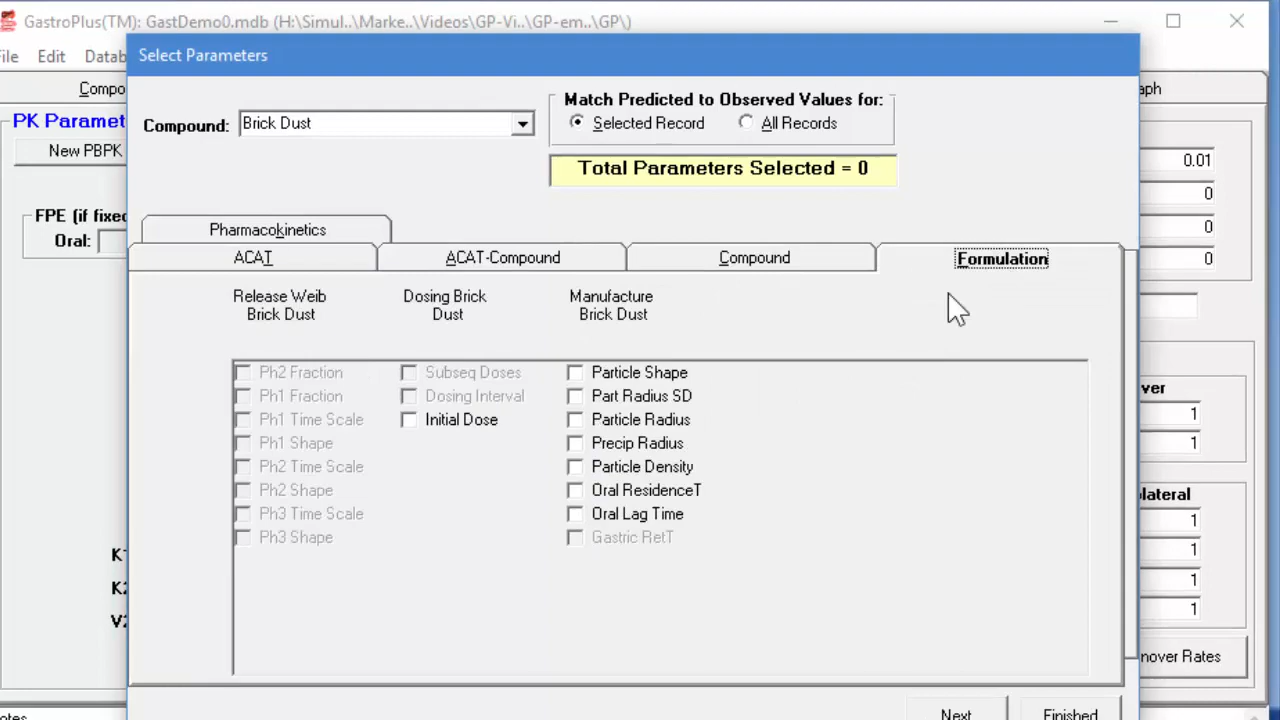 GastroPlus(TM): GastDemo0.mdb (H:\Simul..\Marke..\Videos\GP-Vi..\GP-em..\GP\)
File Edit Datab
Select Parameters
Compo
aph
PK Paramet
New PBPK
FPE (if fixed
Oral:
Compound: Brick Dust
Match Predicted to Observed Values for:
Selected Record All Records
Total Parameters Selected = 0
0.01
0
0
0
Pharmacokinetics
ACAT ACAT-Compound Compound Formulation
Release Weib Brick Dust
Dosing Brick Dust
Manufacture Brick Dust
Ph2 Fraction Subseq Doses Particle Shape
Ph1 Fraction Dosing Interval Part Radius SD
Ph1 Time Scale Initial Dose Particle Radius
Ph1 Shape Precip Radius
Ph2 Time Scale Particle Density
Ph2 Shape Oral ResidenceT
Ph3 Time Scale Oral Lag Time
Ph3 Shape Gastric RetT
ver
1
1
lateral
1
1
1
1
nover Rates
K2
V2
Next Finished
otes